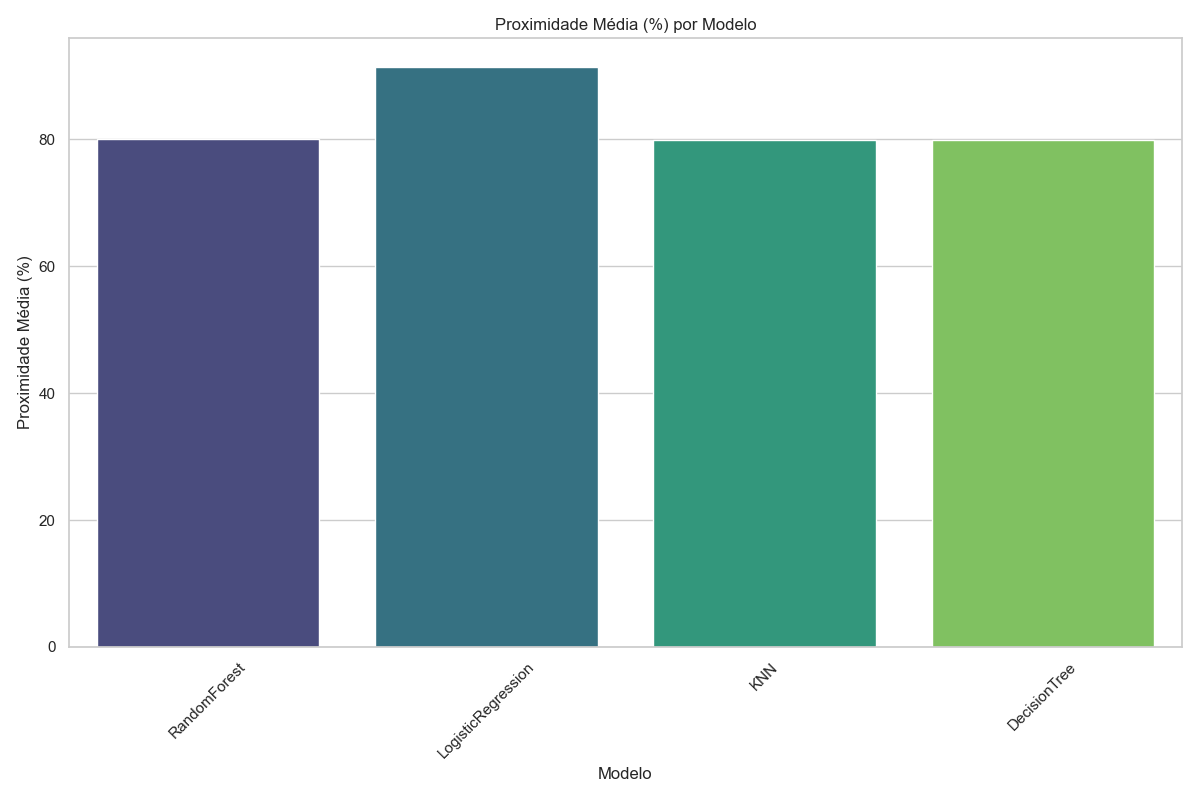 Proximidade Média (%) por Modelo
Proximidade Média (%)
80
60
40
20
0
RandomForest
LogisticRegression
KNN
DecisionTree
Modelo